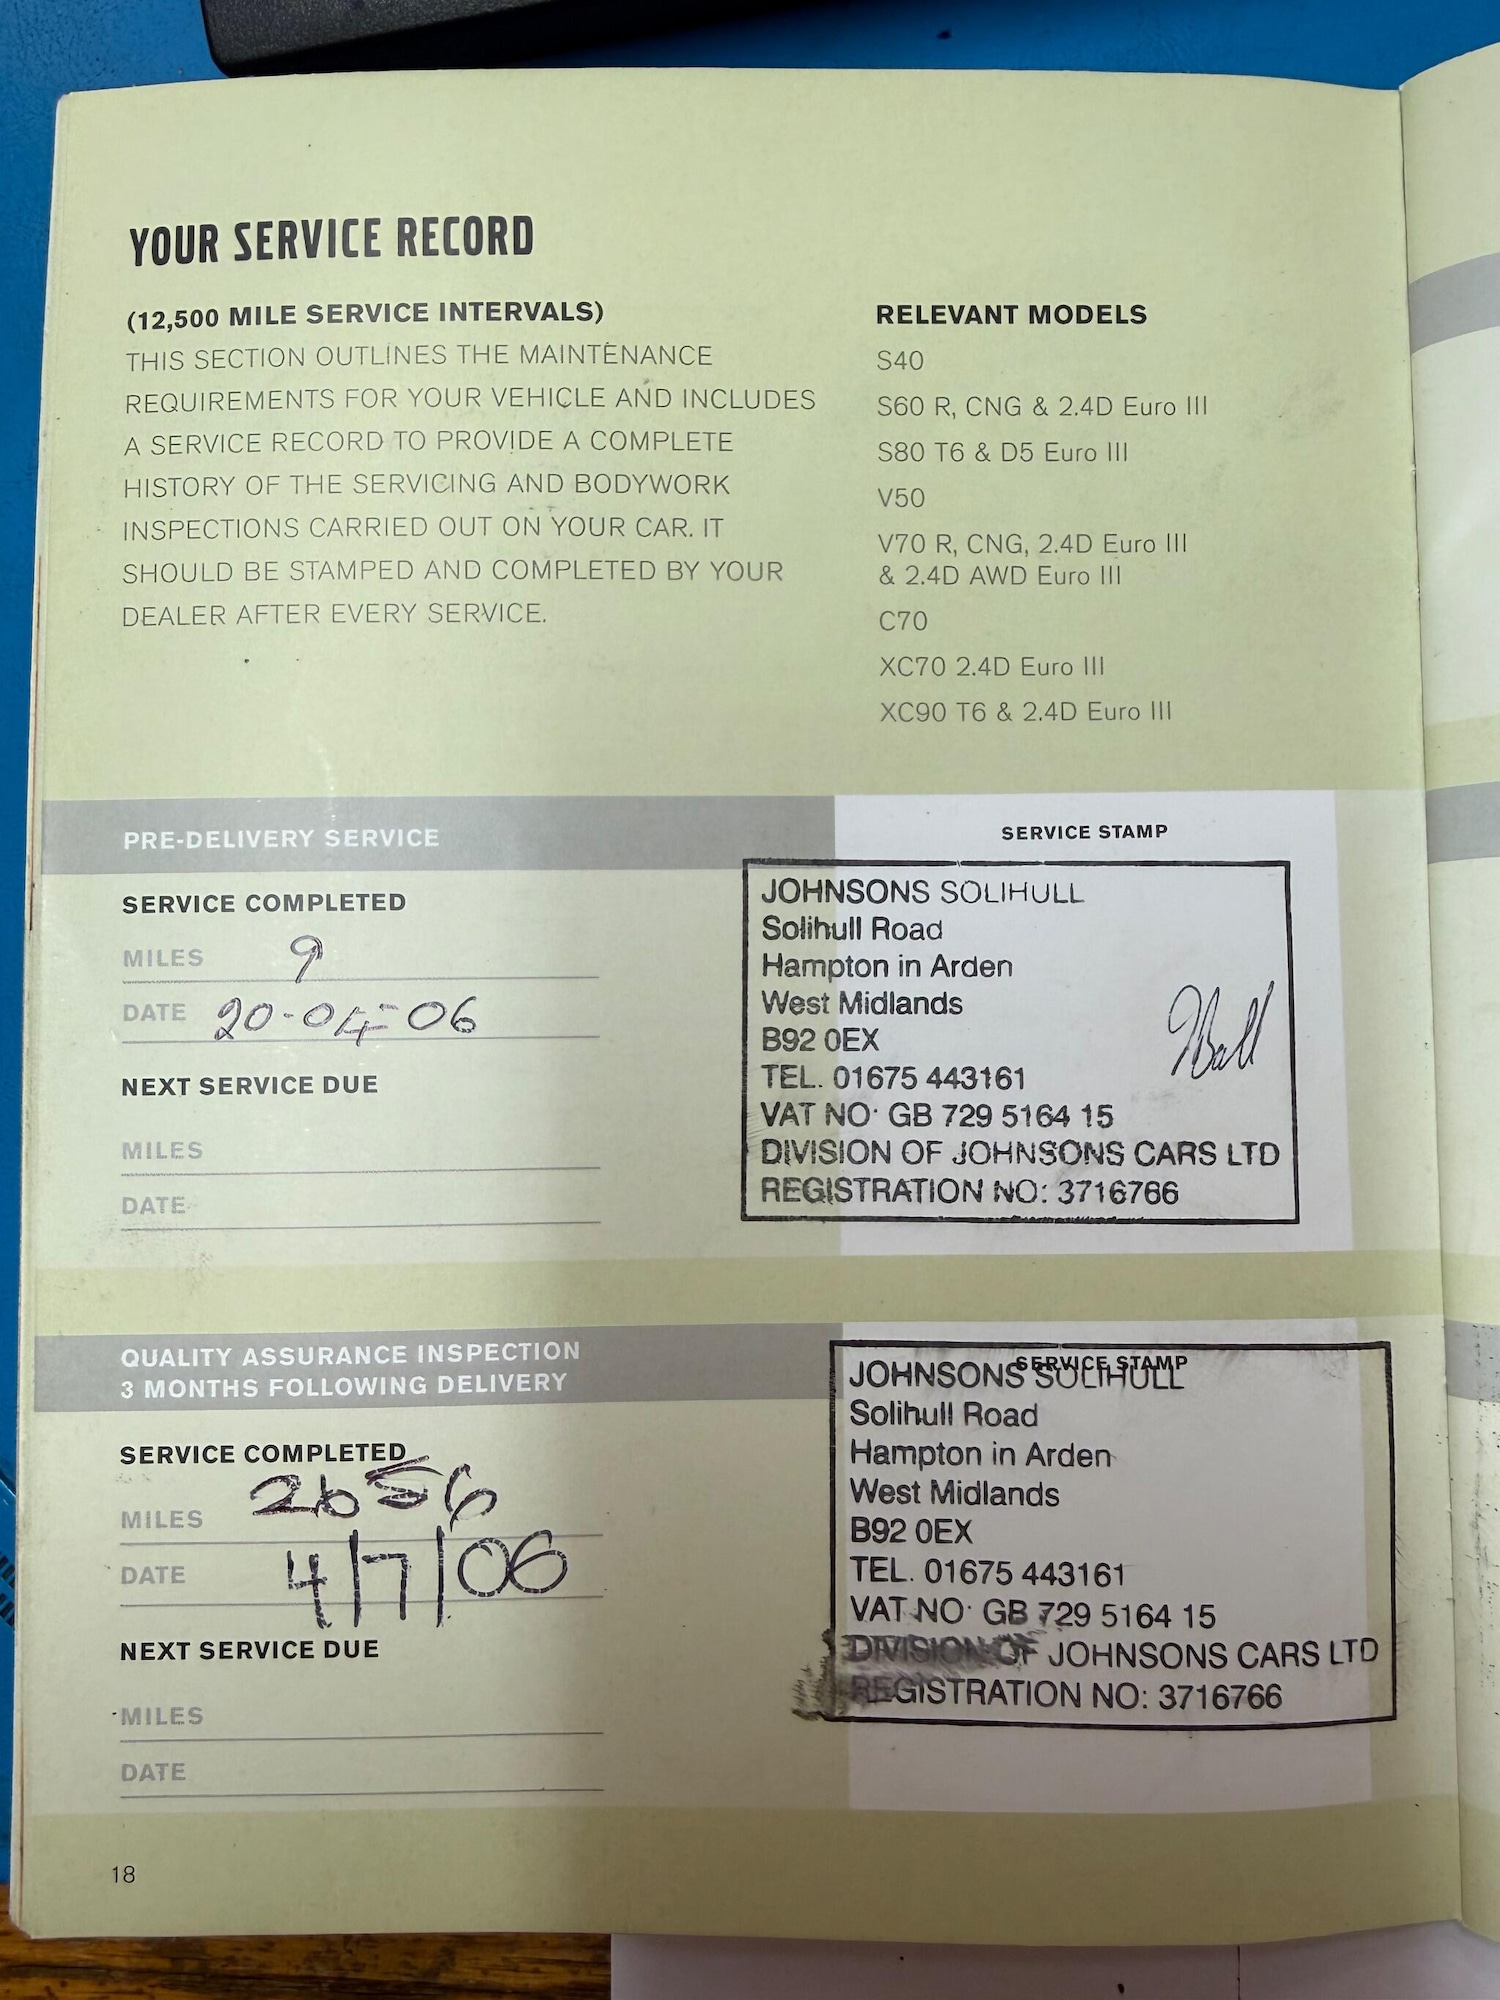 YOUR SERVICE RECORD
(12,500 MILE SERVICE INTERVALS)
THIS SECTION OUTLINES THE MAINTENANCE
REQUIREMENTS FOR YOUR VEHICLE AND INCLUDES
A SERVICE RECORD TO PROVIDE A COMPLETE
HISTORY OF THE SERVICING AND BODYWORK
INSPECTIONS CARRIED OUT ON YOUR CAR. IT
SHOULD BE STAMPED AND COMPLETED BY YOUR
DEALER AFTER EVERY SERVICE.
RELEVANT MODELS
S40
S60 R, CNG & 2.4D Euro III
S80 T6 & D5 Euro III
V50
V70 R, CNG, 2.4D Euro III
& 2.4D AWD Euro III
C70
XC70 2.4D Euro III
XC90 T6 & 2.4D Euro III
PRE-DELIVERY SERVICE
SERVICE COMPLETED
MILES 9
DATE 20-04-06
NEXT SERVICE DUE
MILES
DATE
SERVICE STAMP
JOHNSONS SOLIHULL
Solihull Road
Hampton in Arden
West Midlands
B92 0EX
TEL. 01675 443161
VAT NO. GB 729 5164 15
DIVISION OF JOHNSONS CARS LTD
REGISTRATION NO: 3716766
QUALITY ASSURANCE INSPECTION
3 MONTHS FOLLOWING DELIVERY
SERVICE COMPLETED
MILES 2656
DATE 4/7/06
NEXT SERVICE DUE
MILES
DATE
SERVICE STAMP
JOHNSONS SOLIHULL
Solihull Road
Hampton in Arden
West Midlands
B92 0EX
TEL. 01675 443161
VAT NO. GB 729 5164 15
DIVISION OF JOHNSONS CARS LTD
REGISTRATION NO: 3716766
18